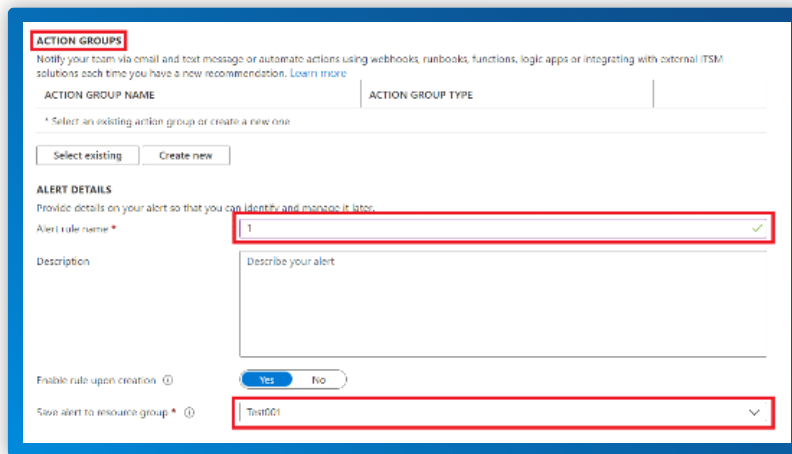 ACTION GROUPS
Notify your team via email and text message or automate actions using webhooks, runbooks, functions, logic apps or integrating with external ITSM
solutions each time you have a new recommendation. Learn more
ACTION GROUP NAME ACTION GROUP TYPE
* Select an existing action group or create a new one
Select existing Create new
ALERT DETAILS
Provide details on your alert so that you can identify and manage it later.
Alert rule name * 1
Description Describe your alert
Enable rule upon creation Yes No
Save alert to resource group * Test001